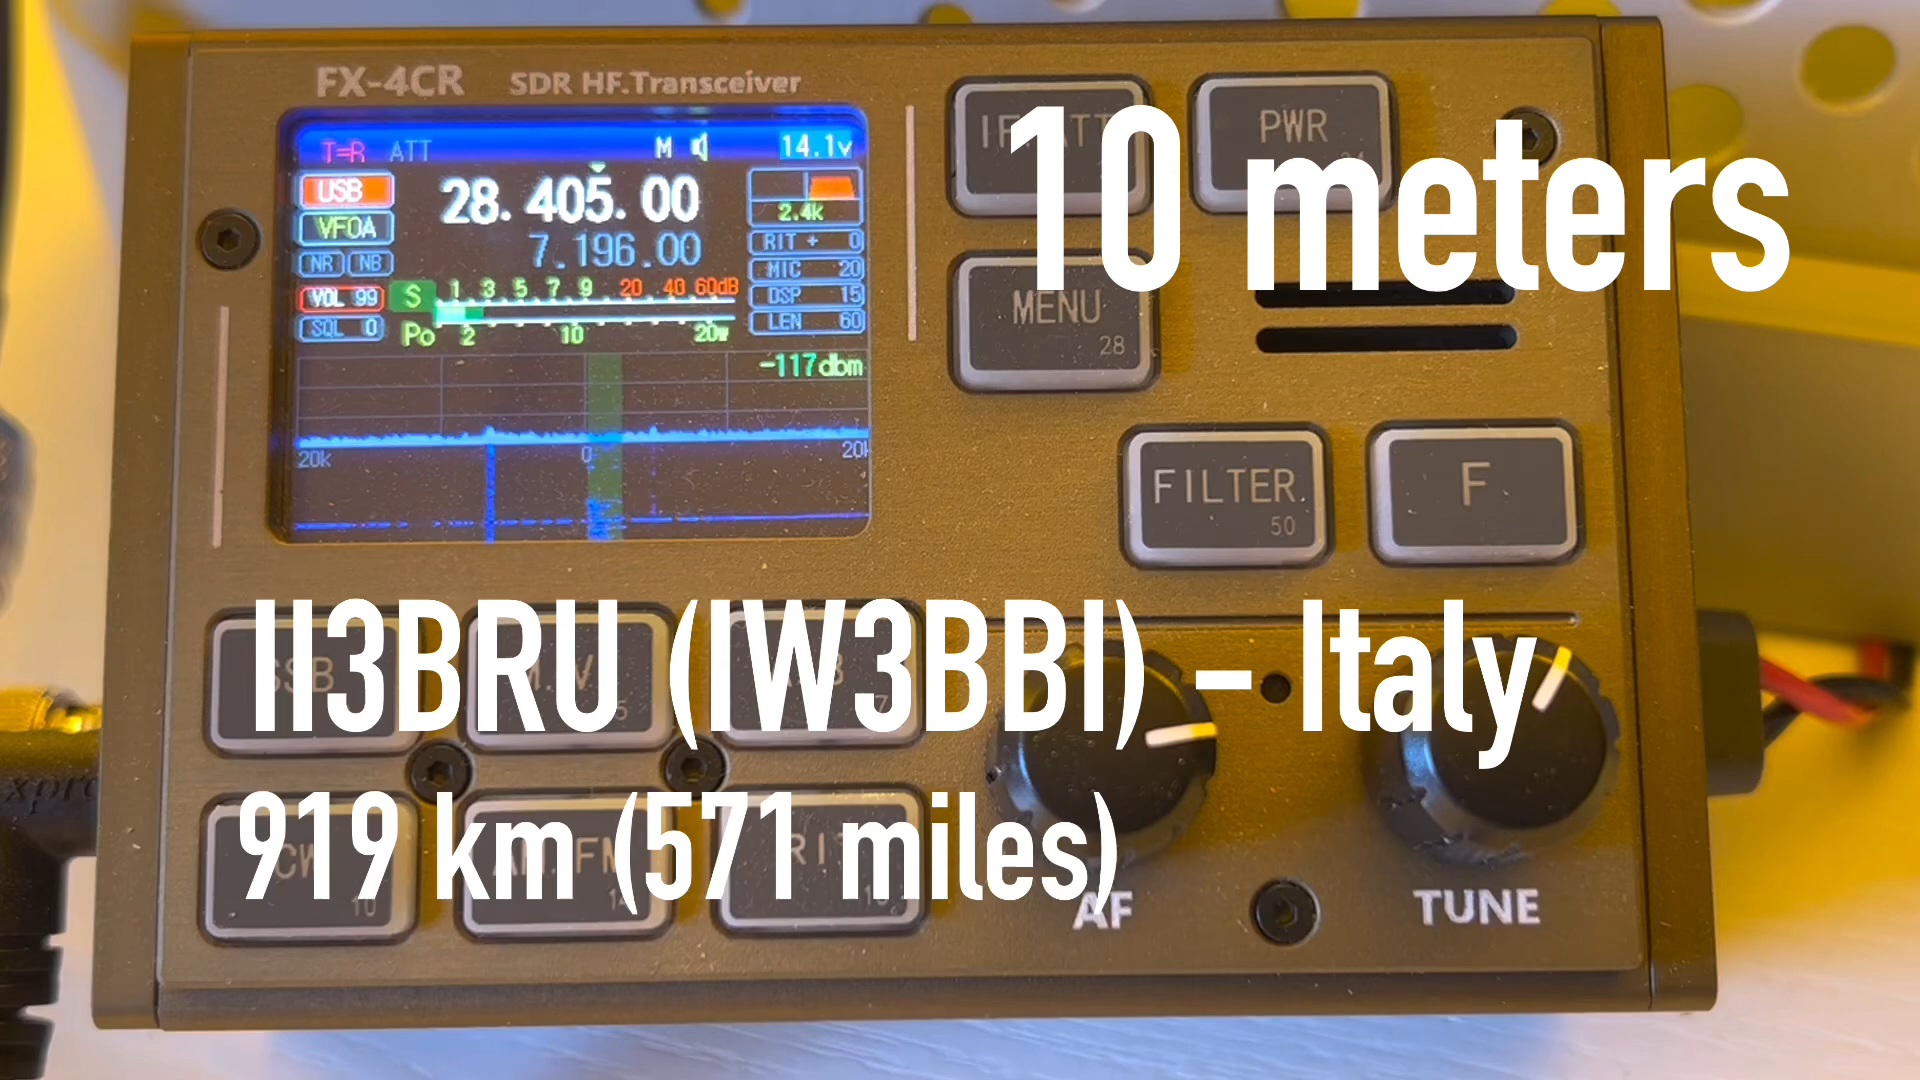 FX-4CR SDR HF.Transceiver
T=R ATT M 14.1v
USB 28.405.00
VFOA 7.196.00 2.4k
NR NB RIT + 0
VOL 99 S 1 3 5 7 9 20 40 60dB MIC 20
DSP 15
SQL 0 Po 2 10 20w LEN 60
-117dbm
20k 0
PWR
10 meters
MENU
28
FILTER
50
F
II3BRU (IW3BBI) – Italy
919 km (571 miles)
AF TUNE